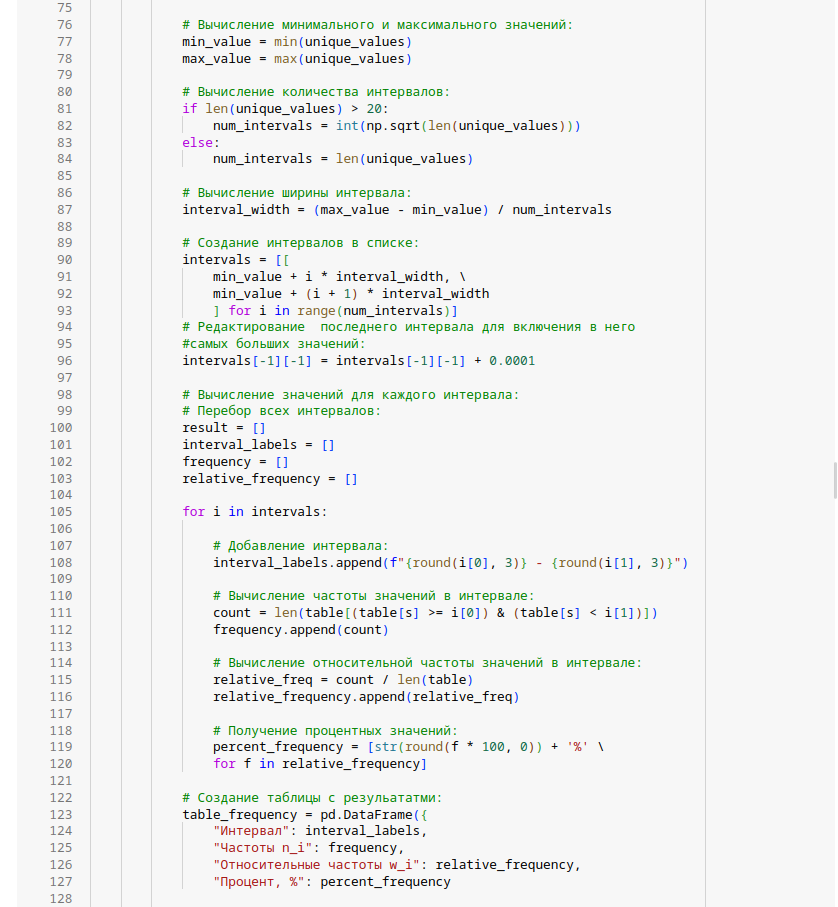 75
76 # Вычисление минимального и максимального значений:
77 min_value = min(unique_values)
78 max_value = max(unique_values)
79
80 # Вычисление количества интервалов:
81 if len(unique_values) > 20:
82     num_intervals = int(np.sqrt(len(unique_values)))
83 else:
84     num_intervals = len(unique_values)
85
86 # Вычисление ширины интервала:
87 interval_width = (max_value - min_value) / num_intervals
88
89 # Создание интервалов в списке:
90 intervals = [[
91     min_value + i * interval_width, \
92     min_value + (i + 1) * interval_width
93     ] for i in range(num_intervals)]
94 # Редактирование  последнего интервала для включения в него
95 #самых больших значений:
96 intervals[-1][-1] = intervals[-1][-1] + 0.0001
97
98 # Вычисление значений для каждого интервала:
99 # Перебор всех интервалов:
100 result = []
101 interval_labels = []
102 frequency = []
103 relative_frequency = []
104
105 for i in intervals:
106
107     # Добавление интервала:
108     interval_labels.append(f"{round(i[0], 3)} - {round(i[1], 3)}")
109
110     # Вычисление частоты значений в интервале:
111     count = len(table[(table[s] >= i[0]) & (table[s] < i[1])])
112     frequency.append(count)
113
114     # Вычисление относительной частоты значений в интервале:
115     relative_freq = count / len(table)
116     relative_frequency.append(relative_freq)
117
118     # Получение процентных значений:
119     percent_frequency = [str(round(f * 100, 0)) + '%' \
120     for f in relative_frequency]
121
122 # Создание таблицы с резульататми:
123 table_frequency = pd.DataFrame({
124     "Интервал": interval_labels,
125     "Частоты n_i": frequency,
126     "Относительные частоты w_i": relative_frequency,
127     "Процент, %": percent_frequency
128